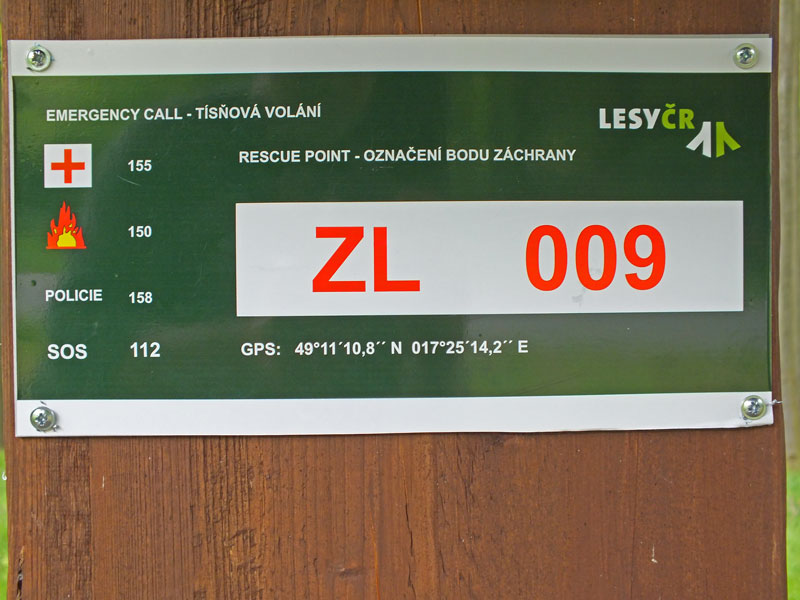 EMERGENCY CALL - TÍSŇOVÁ VOLÁNÍ
LESYČR
155
RESCUE POINT - OZNAČENÍ BODU ZÁCHRANY
150
ZL 009
POLICIE 158
SOS 112
GPS: 49°11´10,8´´ N 017°25´14,2´´ E